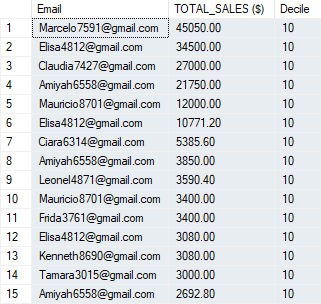 Email TOTAL_SALES ($) Decile
1 Marcelo7591@gmail.com 45050.00 10
2 Elisa4812@gmail.com 34500.00 10
3 Claudia7427@gmail.com 27000.00 10
4 Amiyah6558@gmail.com 21750.00 10
5 Mauricio8701@gmail.com 12000.00 10
6 Elisa4812@gmail.com 10771.20 10
7 Ciara6314@gmail.com 5385.60 10
8 Amiyah6558@gmail.com 3850.00 10
9 Leonel4871@gmail.com 3590.40 10
10 Mauricio8701@gmail.com 3400.00 10
11 Frida3761@gmail.com 3400.00 10
12 Elisa4812@gmail.com 3080.00 10
13 Kenneth8690@gmail.com 3080.00 10
14 Tamara3015@gmail.com 3000.00 10
15 Amiyah6558@gmail.com 2692.80 10